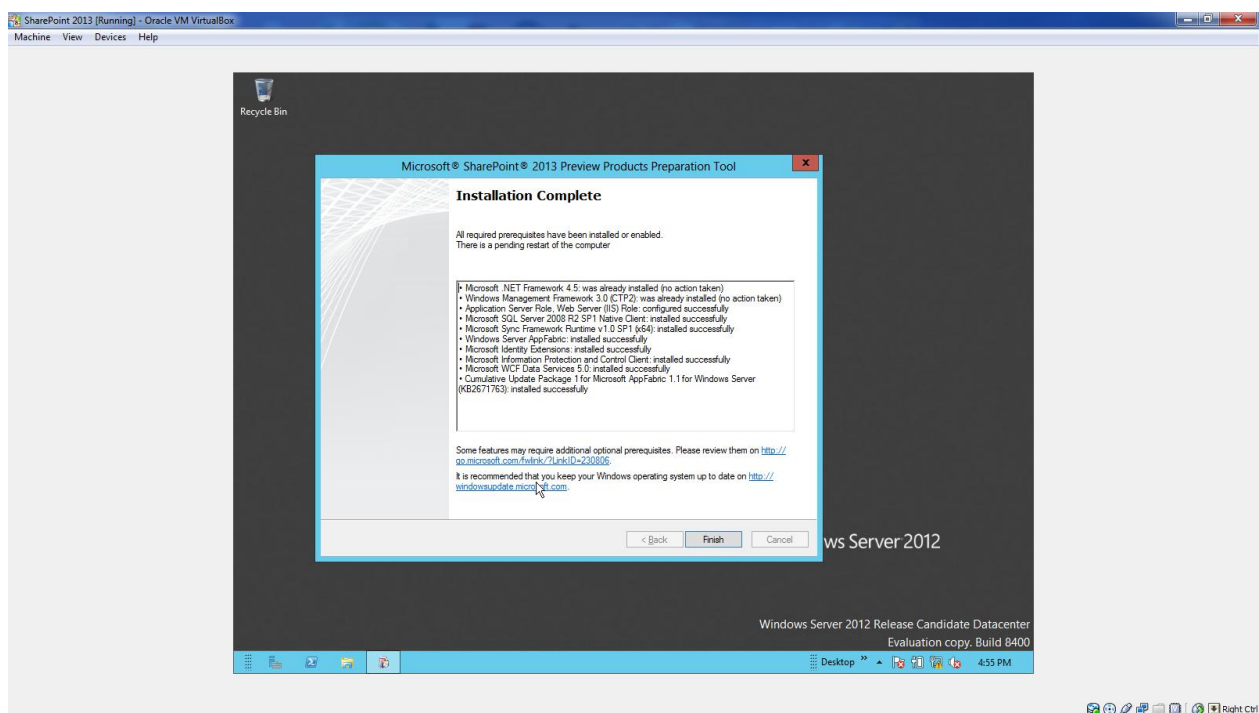 SharePoint 2013 [Running] - Oracle VM VirtualBox
Machine View Devices Help
Recycle Bin
Microsoft® SharePoint® 2013 Preview Products Preparation Tool
Installation Complete
All required prerequisites have been installed or enabled.
There is a pending restart of the computer
• Microsoft .NET Framework 4.5: was already installed (no action taken)
• Windows Management Framework 3.0 (CTP2): was already installed (no action taken)
• Application Server Role, Web Server (IIS) Role: configured successfully
• Microsoft SQL Server 2008 R2 SP1 Native Client: installed successfully
• Microsoft Sync Framework Runtime v1.0 SP1 (x64): installed successfully
• Windows Server AppFabric: installed successfully
• Microsoft Identity Extensions: installed successfully
• Microsoft Information Protection and Control Client: installed successfully
• Microsoft WCF Data Services 5.0: installed successfully
• Cumulative Update Package 1 for Microsoft AppFabric 1.1 for Windows Server
(KB2671763): installed successfully
Some features may require additional optional prerequisites. Please review them on http://
go.microsoft.com/fwlink/?LinkID=230806.
It is recommended that you keep your Windows operating system up to date on http://
windowsupdate.microsoft.com.
< Back Finish Cancel
ws Server 2012
Windows Server 2012 Release Candidate Datacenter
Evaluation copy. Build 8400
Desktop » 4:55 PM
Right Ctrl